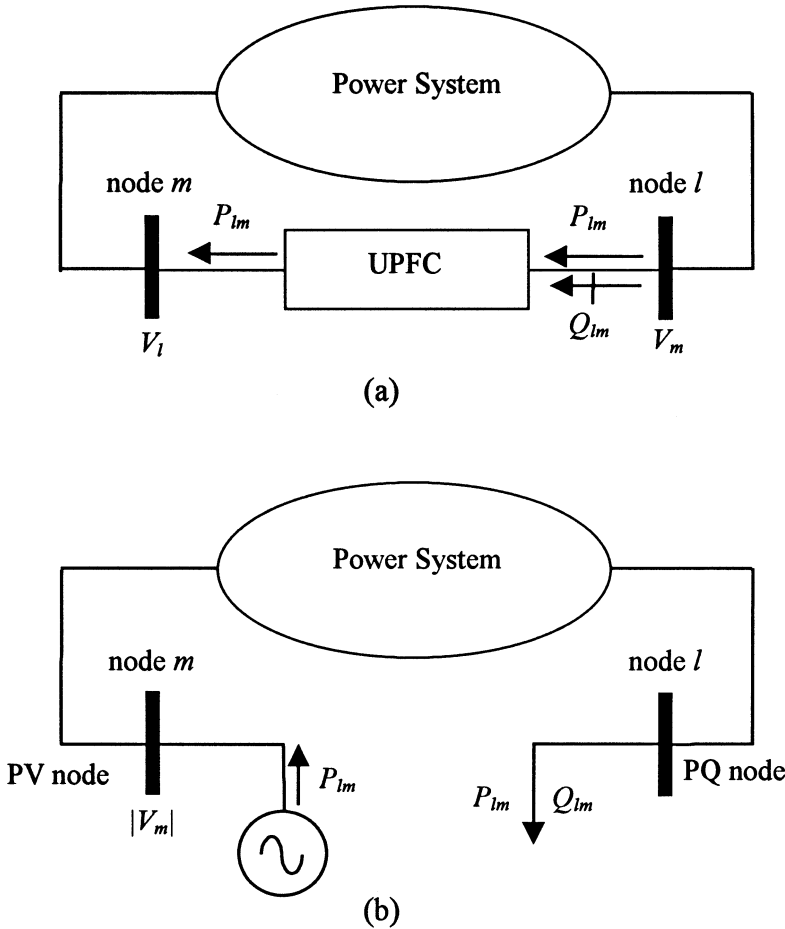 Power System
node m
node l
P_lm
P_lm
UPFC
Q_lm
V_l
V_m
(a)
Power System
node m
node l
PV node
PQ node
P_lm
P_lm Q_lm
|V_m|
(b)